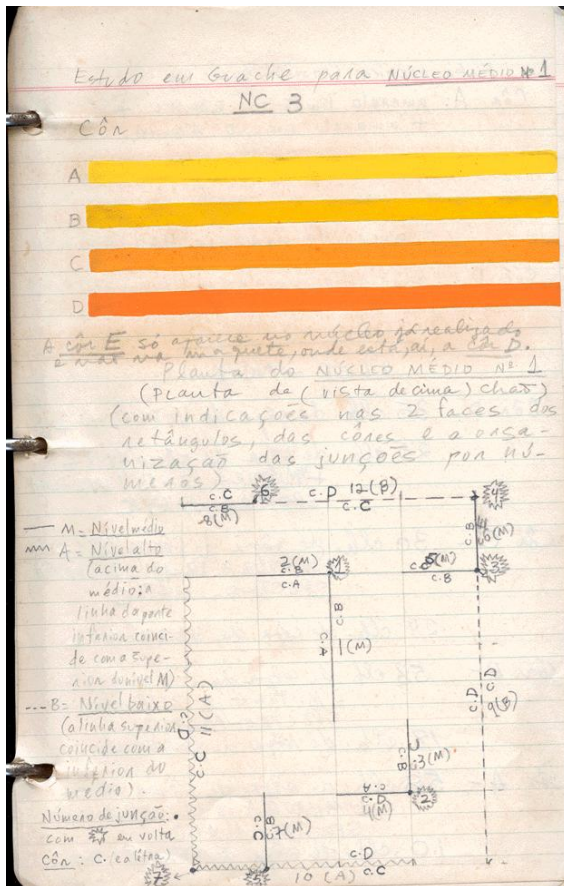 Estudo em Guache para NÚCLEO MÉDIO Nº 1
NC 3
Côr
A
B
C
D
A côr E só aparece no núcleo já realizado
e não na maquete, onde está, aí, a côr D.
Planta do NÚCLEO MÉDIO Nº 1
(Planta de (vista de cima) chão)
(com indicações nas 2 faces dos
retângulos, das côres e a orga-
nização das junções por nú-
meros)
M = Nível médio
A = Nível alto
(acima do
médio; a
linha da parte
inferior coinci-
de com a supe-
rior do nível M)
--- B = Nível baixo
(a linha superior
coincide com a
inferior do
médio).
Número de junção: •
com em volta
Côr: C. (e a letra)
c.C
6
c.D
12(B)
4
c.B
8(M)
c.C
c.B
6(M)
2(M)
c.B
1
c.A
5(M)
c.B
3
c.B
c.A
1(M)
c.D
c.D
9(B)
c.D
c.C
11(A)
c.B
3(M)
c.A
c.D
2
4(M)
c.B
7(M)
7
5
c.D
10(A)
c.C